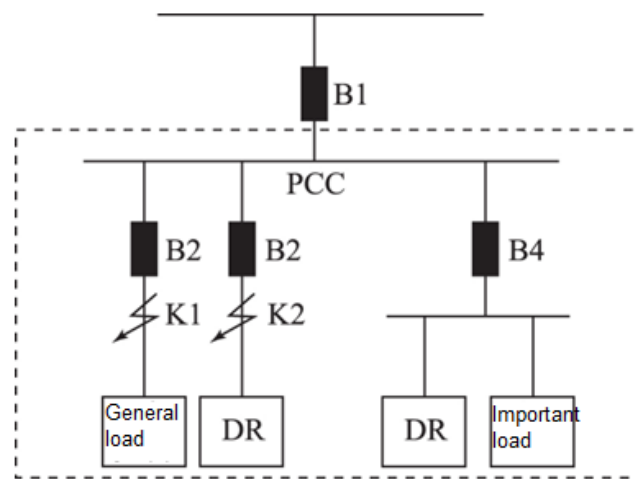 B1
PCC
B2
B2
B4
K1
K2
General
load
DR
DR
Important
load